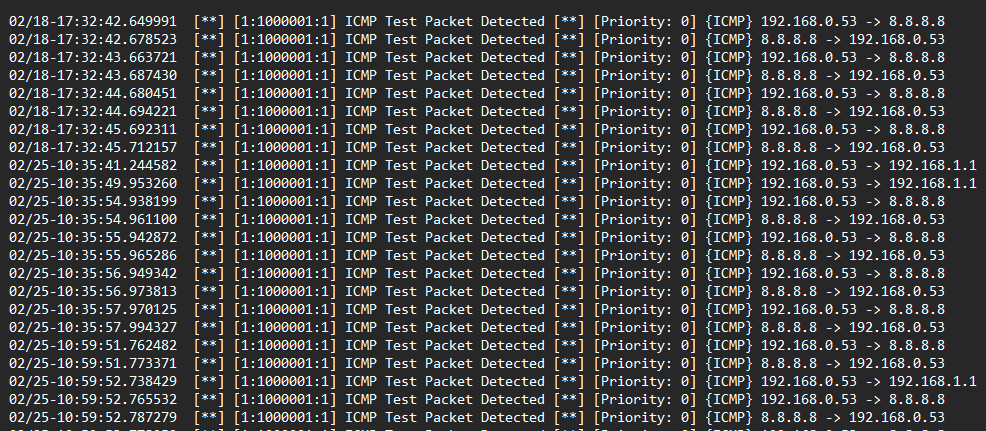 02/18-17:32:42.649991  [**] [1:1000001:1] ICMP Test Packet Detected [**] [Priority: 0] {ICMP} 192.168.0.53 -> 8.8.8.8
02/18-17:32:42.678523  [**] [1:1000001:1] ICMP Test Packet Detected [**] [Priority: 0] {ICMP} 8.8.8.8 -> 192.168.0.53
02/18-17:32:43.663721  [**] [1:1000001:1] ICMP Test Packet Detected [**] [Priority: 0] {ICMP} 192.168.0.53 -> 8.8.8.8
02/18-17:32:43.687430  [**] [1:1000001:1] ICMP Test Packet Detected [**] [Priority: 0] {ICMP} 8.8.8.8 -> 192.168.0.53
02/18-17:32:44.680451  [**] [1:1000001:1] ICMP Test Packet Detected [**] [Priority: 0] {ICMP} 192.168.0.53 -> 8.8.8.8
02/18-17:32:44.694221  [**] [1:1000001:1] ICMP Test Packet Detected [**] [Priority: 0] {ICMP} 8.8.8.8 -> 192.168.0.53
02/18-17:32:45.692311  [**] [1:1000001:1] ICMP Test Packet Detected [**] [Priority: 0] {ICMP} 192.168.0.53 -> 8.8.8.8
02/18-17:32:45.712157  [**] [1:1000001:1] ICMP Test Packet Detected [**] [Priority: 0] {ICMP} 8.8.8.8 -> 192.168.0.53
02/25-10:35:41.244582  [**] [1:1000001:1] ICMP Test Packet Detected [**] [Priority: 0] {ICMP} 192.168.0.53 -> 192.168.1.1
02/25-10:35:49.953260  [**] [1:1000001:1] ICMP Test Packet Detected [**] [Priority: 0] {ICMP} 192.168.0.53 -> 192.168.1.1
02/25-10:35:54.938199  [**] [1:1000001:1] ICMP Test Packet Detected [**] [Priority: 0] {ICMP} 192.168.0.53 -> 8.8.8.8
02/25-10:35:54.961100  [**] [1:1000001:1] ICMP Test Packet Detected [**] [Priority: 0] {ICMP} 8.8.8.8 -> 192.168.0.53
02/25-10:35:55.942872  [**] [1:1000001:1] ICMP Test Packet Detected [**] [Priority: 0] {ICMP} 192.168.0.53 -> 8.8.8.8
02/25-10:35:55.965286  [**] [1:1000001:1] ICMP Test Packet Detected [**] [Priority: 0] {ICMP} 8.8.8.8 -> 192.168.0.53
02/25-10:35:56.949342  [**] [1:1000001:1] ICMP Test Packet Detected [**] [Priority: 0] {ICMP} 192.168.0.53 -> 8.8.8.8
02/25-10:35:56.973813  [**] [1:1000001:1] ICMP Test Packet Detected [**] [Priority: 0] {ICMP} 8.8.8.8 -> 192.168.0.53
02/25-10:35:57.970125  [**] [1:1000001:1] ICMP Test Packet Detected [**] [Priority: 0] {ICMP} 192.168.0.53 -> 8.8.8.8
02/25-10:35:57.994327  [**] [1:1000001:1] ICMP Test Packet Detected [**] [Priority: 0] {ICMP} 8.8.8.8 -> 192.168.0.53
02/25-10:59:51.762482  [**] [1:1000001:1] ICMP Test Packet Detected [**] [Priority: 0] {ICMP} 192.168.0.53 -> 8.8.8.8
02/25-10:59:51.773371  [**] [1:1000001:1] ICMP Test Packet Detected [**] [Priority: 0] {ICMP} 8.8.8.8 -> 192.168.0.53
02/25-10:59:52.738429  [**] [1:1000001:1] ICMP Test Packet Detected [**] [Priority: 0] {ICMP} 192.168.0.53 -> 192.168.1.1
02/25-10:59:52.765532  [**] [1:1000001:1] ICMP Test Packet Detected [**] [Priority: 0] {ICMP} 192.168.0.53 -> 8.8.8.8
02/25-10:59:52.787279  [**] [1:1000001:1] ICMP Test Packet Detected [**] [Priority: 0] {ICMP} 8.8.8.8 -> 192.168.0.53